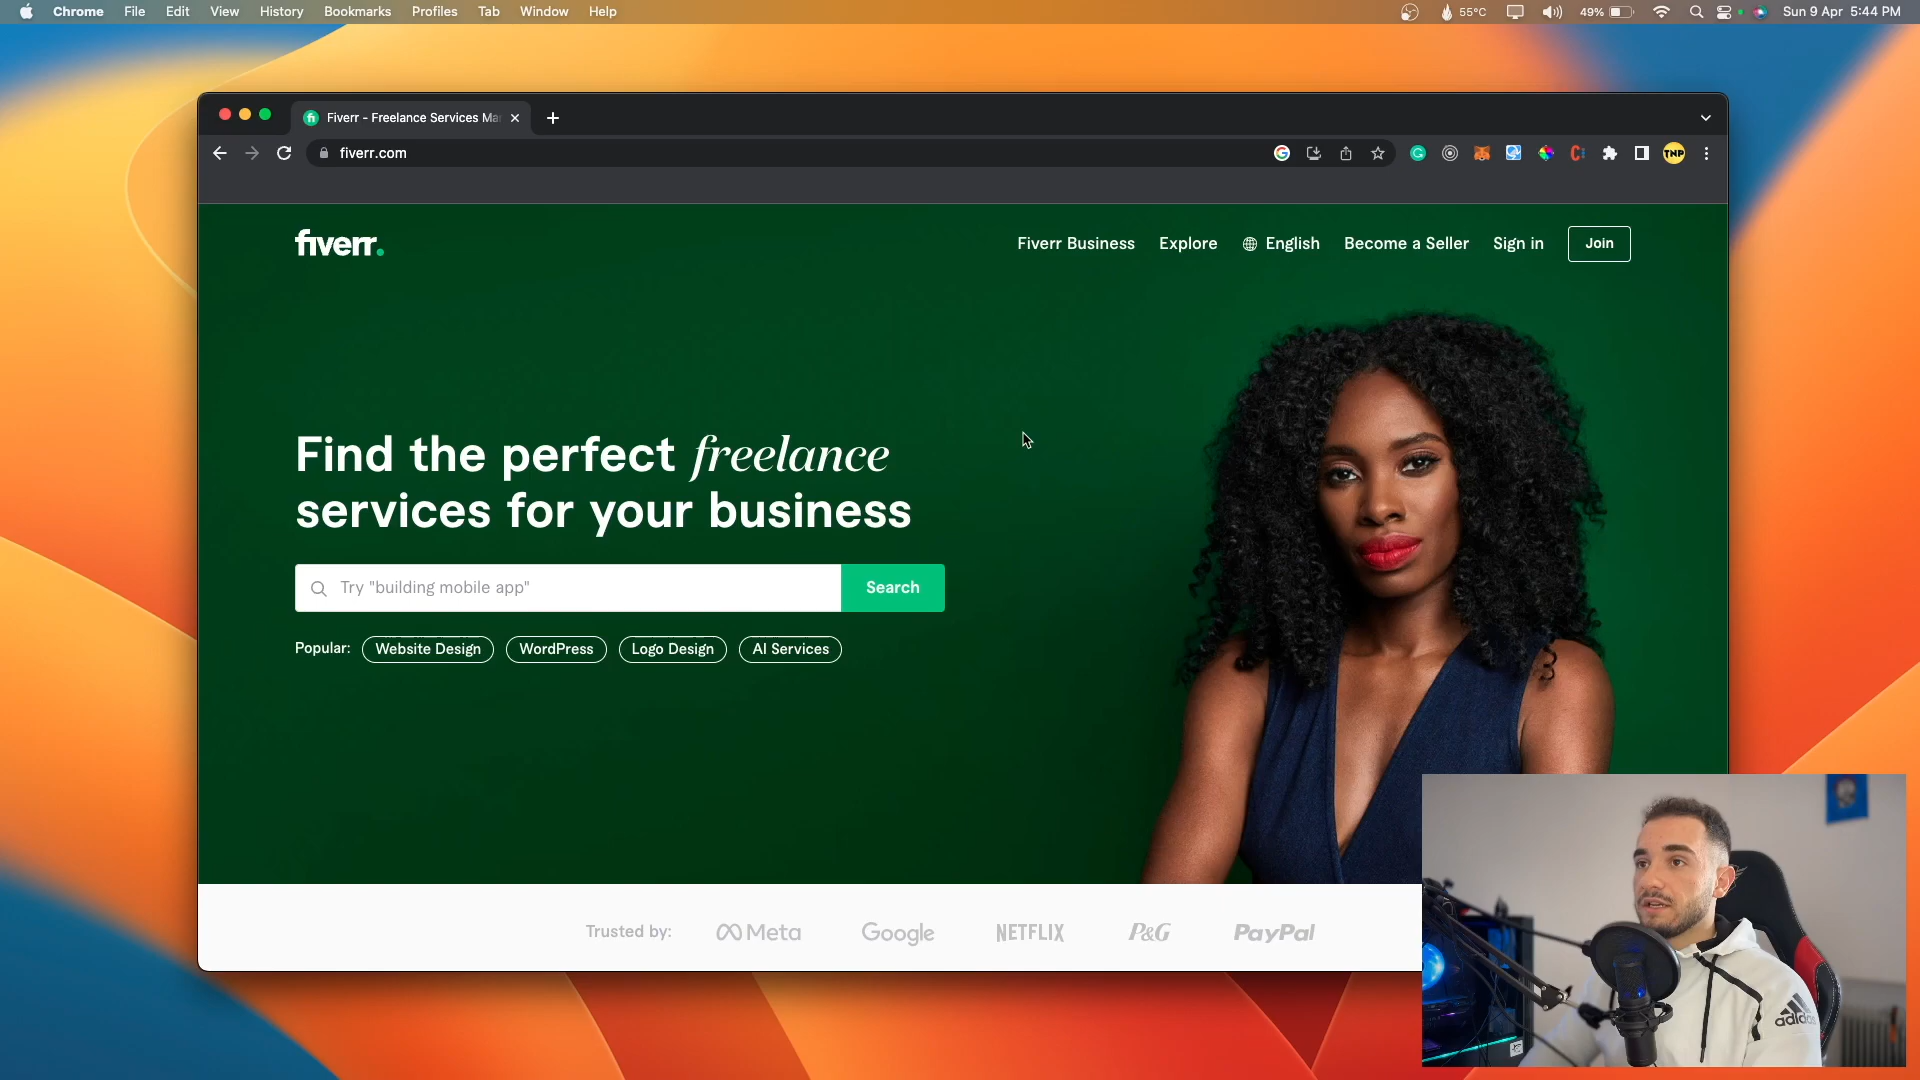 Chrome File Edit View History Bookmarks Profiles Tab Window Help
55°C 49% Sun 9 Apr 5:44 PM
Fiverr - Freelance Services Ma
fiverr.com
TNP
fiverr.
Fiverr Business Explore English Become a Seller Sign in Join
Find the perfect freelance
services for your business
Try "building mobile app" Search
Popular: Website Design WordPress Logo Design AI Services
Trusted by: Meta Google NETFLIX P&G PayPal
adidas